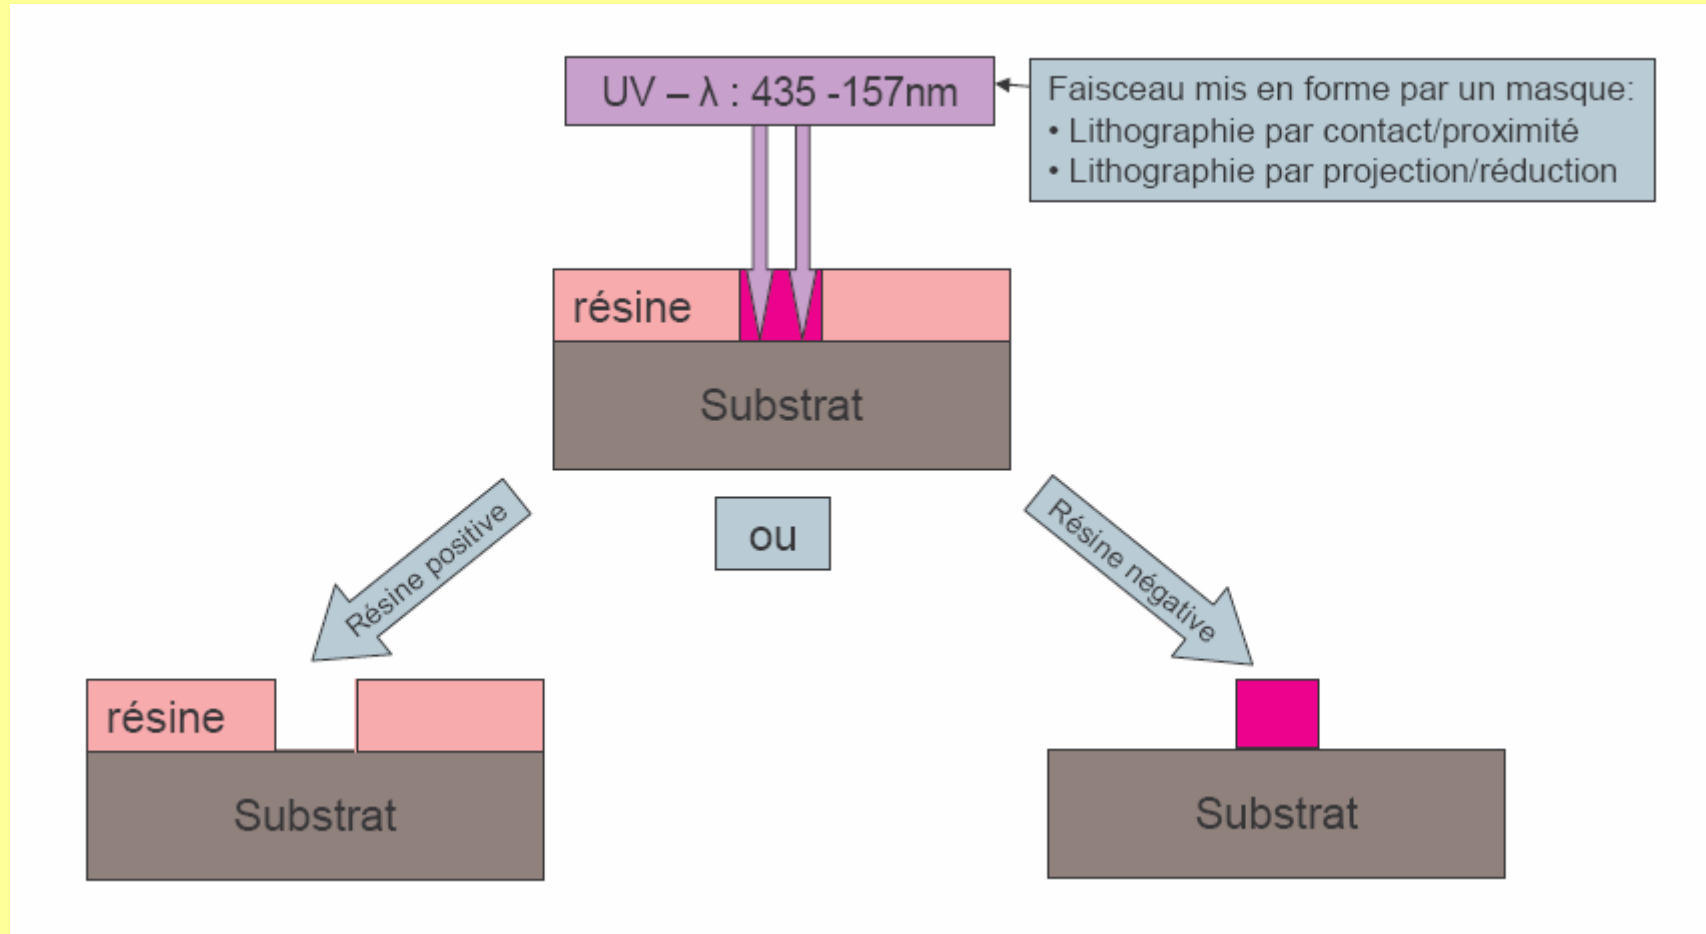 UV – λ : 435 -157nm
Faisceau mis en forme par un masque:
• Lithographie par contact/proximité
• Lithographie par projection/réduction
résine
Substrat
Résine positive
ou
Résine négative
résine
Substrat
Substrat